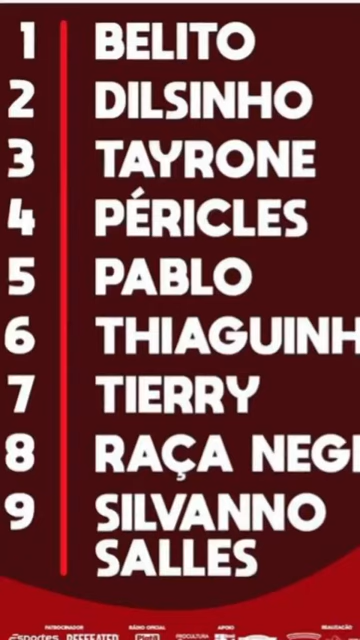 1 BELITO
2 DILSINHO
3 TAYRONE
4 PÉRICLES
5 PABLO
6 THIAGUINH
7 TIERRY
8 RAÇA NEG
9 SILVANNO
SALLES
PATROCINADOR RÁDIO OFICIAL APOIO REALIZAÇÃO
Esportes